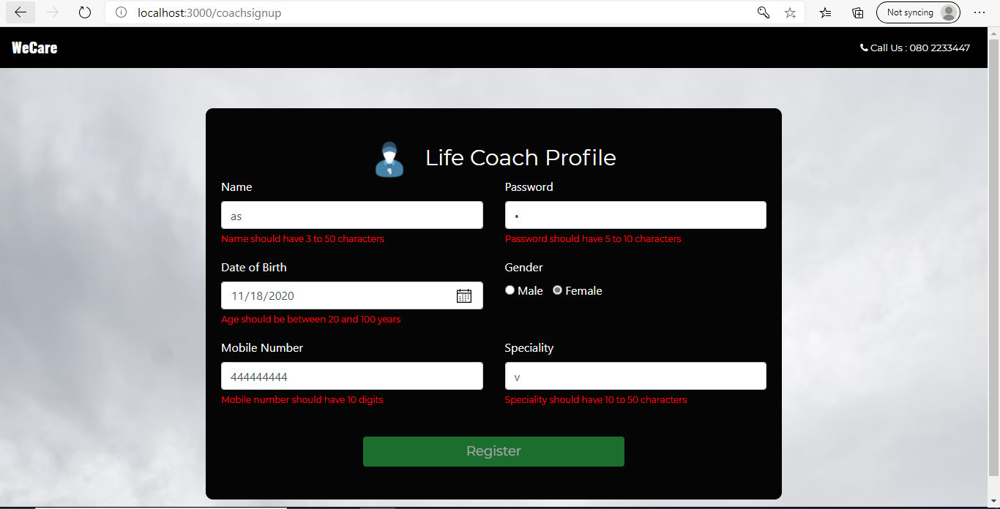 localhost:3000/coachsignup
Not syncing
WeCare
Call Us : 080 2233447
Life Coach Profile
Name
Password
as
•
Name should have 3 to 50 characters
Password should have 5 to 10 characters
Date of Birth
Gender
11/18/2020
Male
Female
Age should be between 20 and 100 years
Mobile Number
Speciality
444444444
v
Mobile number should have 10 digits
Speciality should have 10 to 50 characters
Register